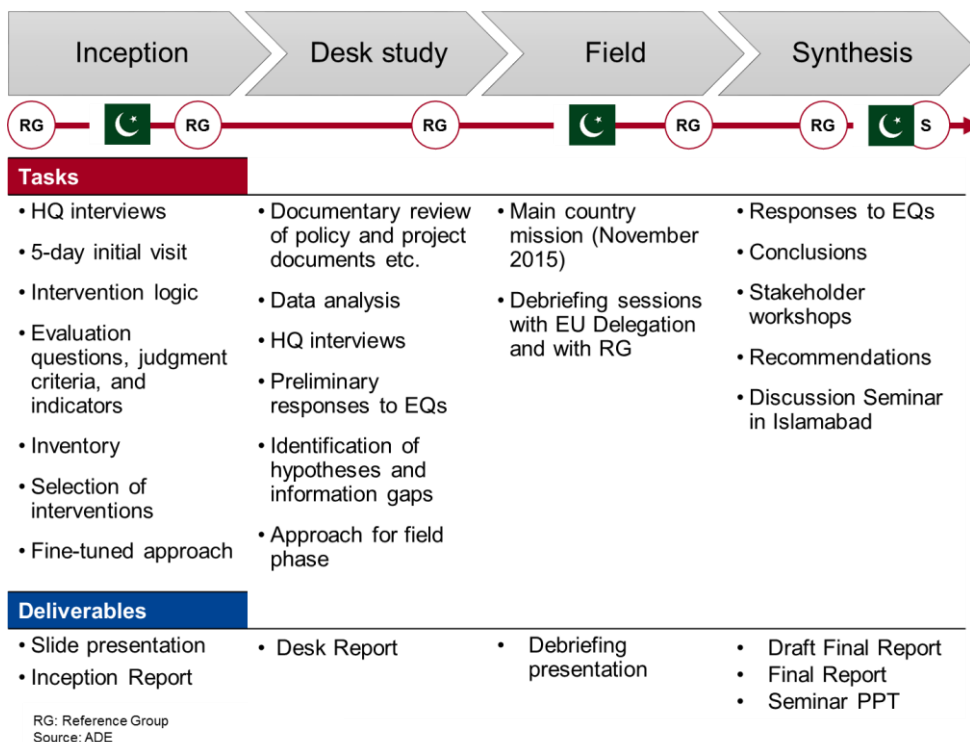 Inception
Desk study
Field
Synthesis
RG
RG
RG
RG
RG
S
Tasks
• HQ interviews
• 5-day initial visit
• Intervention logic
• Evaluation
questions, judgment
criteria, and
indicators
• Inventory
• Selection of
interventions
• Fine-tuned approach
• Documentary review
of policy and project
documents etc.
• Data analysis
• HQ interviews
• Preliminary
responses to EQs
• Identification of
hypotheses and
information gaps
• Approach for field
phase
• Main country
mission (November
2015)
• Debriefing sessions
with EU Delegation
and with RG
• Responses to EQs
• Conclusions
• Stakeholder
workshops
• Recommendations
• Discussion Seminar
in Islamabad
Deliverables
• Slide presentation
• Inception Report
• Desk Report
• Debriefing
presentation
• Draft Final Report
• Final Report
• Seminar PPT
RG: Reference Group
Source: ADE